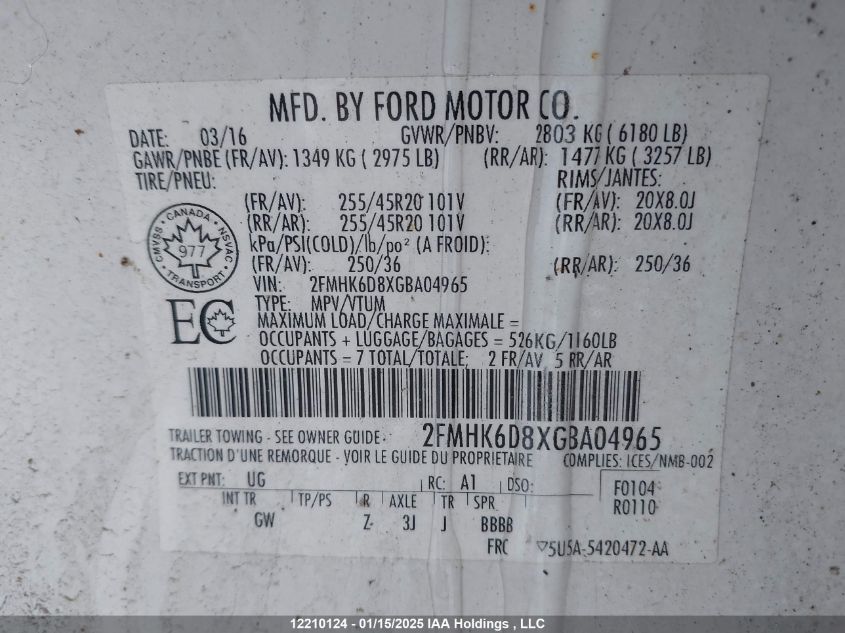 MFD. BY FORD MOTOR CO.
DATE: 03/16 GVWR/PNBV: 2803 KG ( 6180 LB)
GAWR/PNBE (FR/AV): 1349 KG ( 2975 LB) (RR/AR): 1477 KG ( 3257 LB)
TIRE/PNEU: RIMS/JANTES:
(FR/AV): 255/45R20 101V (FR/AV): 20X8.0J
(RR/AR): 255/45R20 101V (RR/AR): 20X8.0J
kPa/PSI(COLD)/lb/po² (A FROID):
(FR/AV): 250/36 (RR/AR): 250/36
CANADA
CMVSS 977 NSVAC
TRANSPORT
VIN: 2FMHK6D8XGBA04965
TYPE: MPV/VTUM
EC
MAXIMUM LOAD/CHARGE MAXIMALE =
OCCUPANTS + LUGGAGE/BAGAGES = 526KG/1160LB
OCCUPANTS = 7 TOTAL/TOTALE; 2 FR/AV 5 RR/AR
TRAILER TOWING - SEE OWNER GUIDE - 2FMHK6D8XGBA04965
TRACTION D'UNE REMORQUE - VOIR LE GUIDE DU PROPRIETAIRE COMPLIES: ICES/NMB-002
EXT PNT: UG RC: A1 DSO: F0104
INT TR TP/PS R AXLE TR SPR R0110
GW Z 3J J BBBB
FRC 5U5A-5420472-AA
12210124 - 01/15/2025 IAA Holdings , LLC